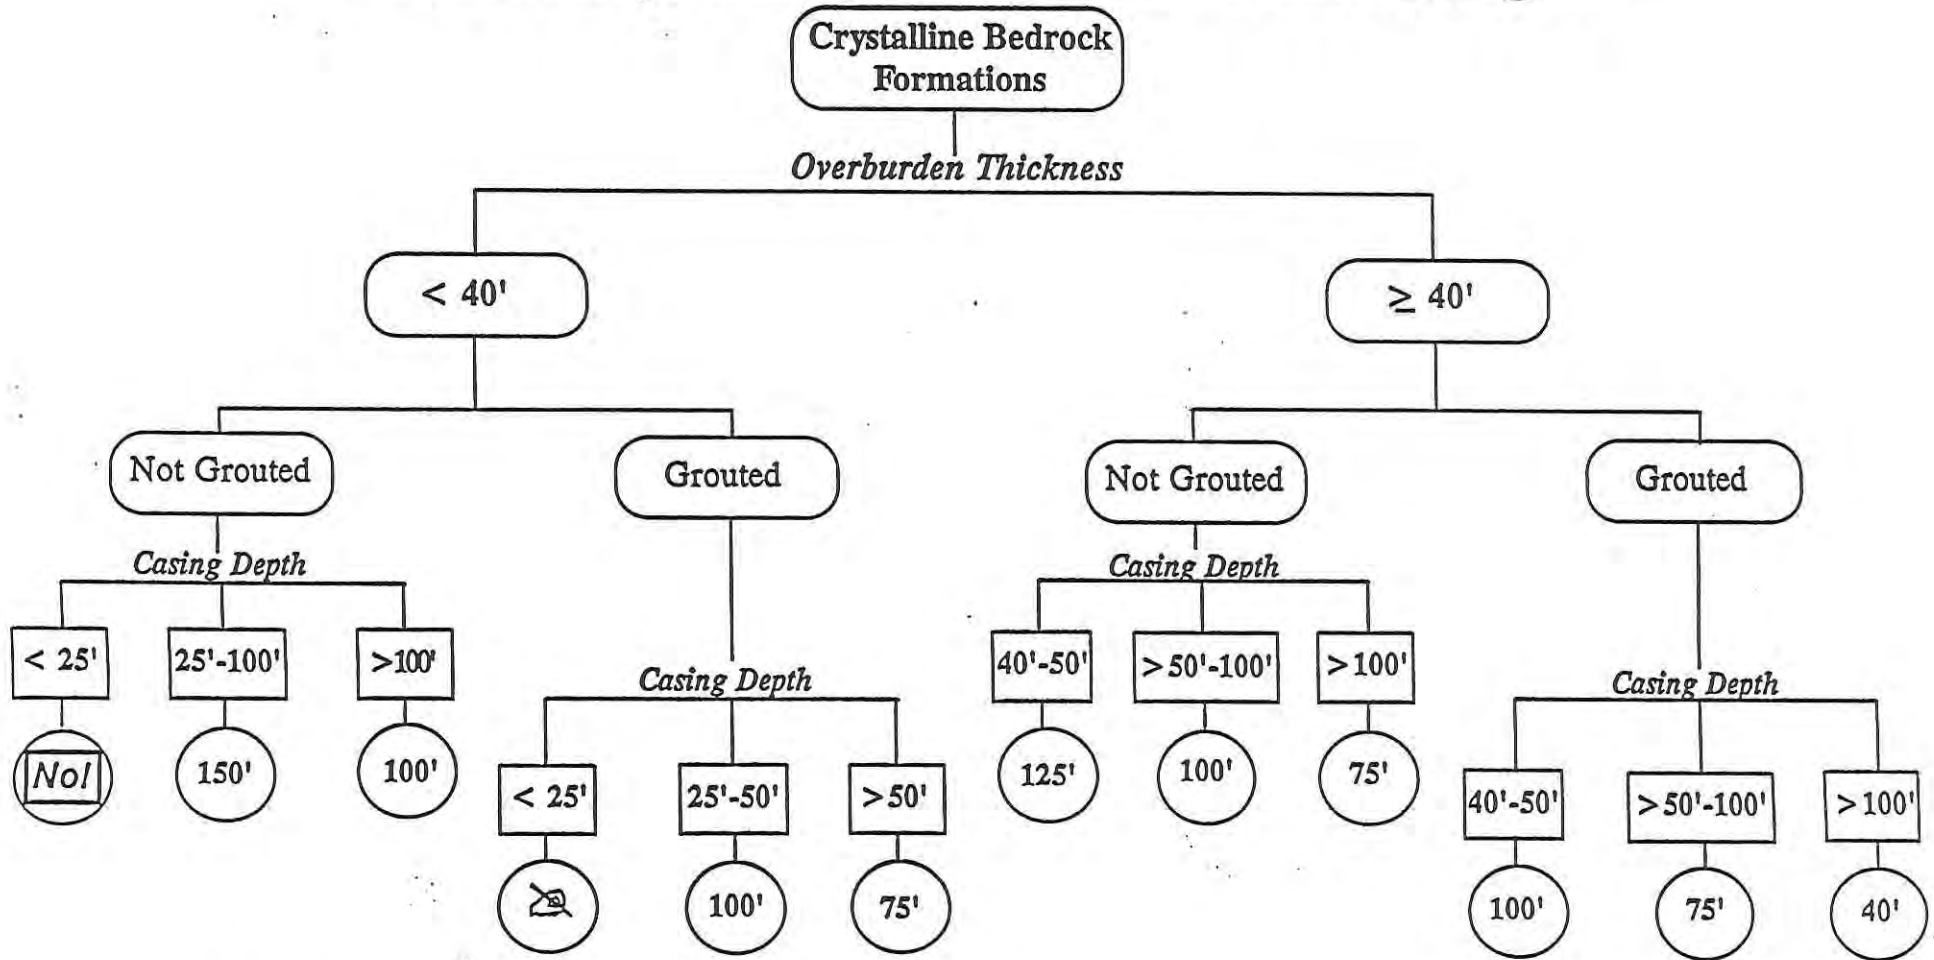 Crystalline Bedrock
Formations
Overburden Thickness
< 40'
≥ 40'
Not Grouted
Grouted
Not Grouted
Grouted
Casing Depth
< 25'
25'-100'
>100'
No!
150'
100'
Casing Depth
< 25'
25'-50'
>50'
100'
75'
Casing Depth
40'-50'
>50'-100'
>100'
125'
100'
75'
Casing Depth
40'-50'
>50'-100'
>100'
100'
75'
40'